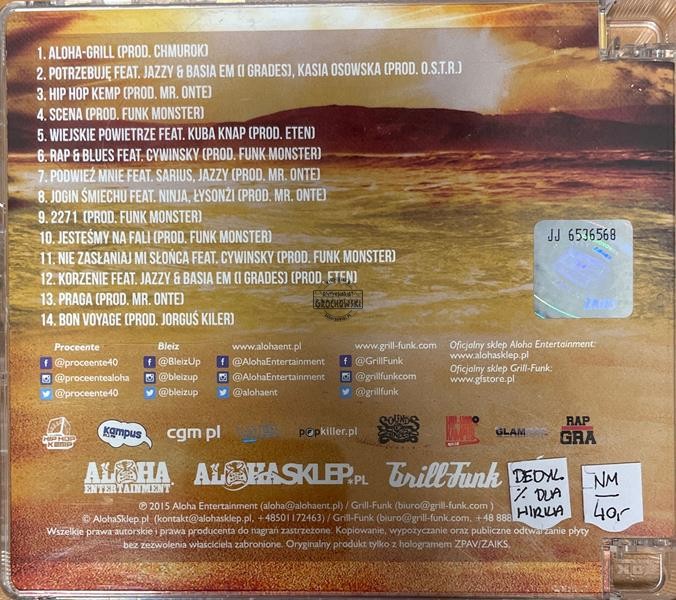 1. ALOHA-GRILL (PROD. CHMUROK)
2. POTRZEBUJĘ FEAT. JAZZY & BASIA EM (I GRADES), KASIA OSOWSKA (PROD. O.S.T.R.)
3. HIP HOP KEMP (PROD. MR. ONTE)
4. SCENA (PROD. FUNK MONSTER)
5. WIEJSKIE POWIETRZE FEAT. KUBA KNAP (PROD. ETEN)
6. RAP & BLUES FEAT. CYWINSKY (PROD. FUNK MONSTER)
7. PODWIEŹ MNIE FEAT. SARIUS, JAZZY (PROD. MR. ONTE)
8. JOGIN ŚMIECHU FEAT. NINJA, ŁYSONŻI (PROD. MR. ONTE)
9. 2271 (PROD. FUNK MONSTER)
10. JESTEŚMY NA FALI (PROD. FUNK MONSTER)
11. NIE ZASŁANIAJ MI SŁOŃCA FEAT. CYWINSKY (PROD. FUNK MONSTER)
12. KORZENIE FEAT. JAZZY & BASIA EM (I GRADES) (PROD. ETEN)
13. PRAGA (PROD. MR. ONTE)
14. BON VOYAGE (PROD. JORGUŚ KILER)
JJ 6536568
ZAIKS
GROCHOWSKI
Proceente Bleiz www.alohaent.pl www.grill-funk.com Oficjalny sklep Aloha Entertainment:
www.alohasklep.pl
@proceente40 @BleizUp @AlohaEntertainment @GrillFunk
Oficjalny sklep Grill-Funk:
@proceentealoha @bleizup @AlohaEntertainment @grillfunkcom www.gfstore.pl
@proceente40 @bleizup @alohaent @grillfunk
HIP HOP KEMP Kampus cgm pl popkiller.pl GLAM RAP GRA
ALOHA ENTERTAINMENT. ALOHASKLEP.PL Grill Funk
DEDYK. % DLA HIRKA
NM 40,-
℗ 2015 Aloha Entertainment (aloha@alohaent.pl) / Grill-Funk (biuro@grill-funk.com )
© AlohaSklep.pl (kontakt@alohasklep.pl, +48501172463) / Grill-Funk (biuro@grill-funk.com, +48 888
Wszelkie prawa autorskie i prawa producenta do nagrań zastrzeżone. Kopiowanie, wypożyczanie oraz publiczne odtwarzanie płyty
bez zezwolenia właściciela zabronione. Oryginalny produkt tylko z hologramem ZPAV/ZAIKS.